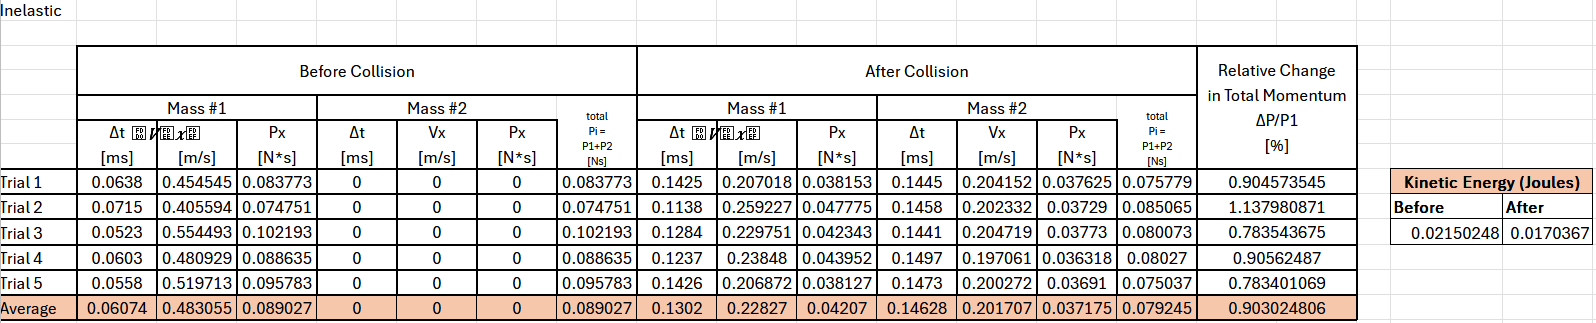 Inelastic
Before Collision After Collision Relative Change in Total Momentum ΔP/P1 [%]
Mass #1 Mass #2 total Pi = P1+P2 [Ns] Mass #1 Mass #2 total Pi = P1+P2 [Ns]
Δt V x Px Δt Vx Px Δt V x Px Δt Vx Px
[ms] [m/s] [N*s] [ms] [m/s] [N*s] [ms] [m/s] [N*s] [ms] [m/s] [N*s]
Trial 1 0.0638 0.454545 0.083773 0 0 0 0.083773 0.1425 0.207018 0.038153 0.1445 0.204152 0.037625 0.075779 0.904573545
Kinetic Energy (Joules)
Trial 2 0.0715 0.405594 0.074751 0 0 0 0.074751 0.1138 0.259227 0.047775 0.1458 0.202332 0.03729 0.085065 1.137980871
Before After
Trial 3 0.0523 0.554493 0.102193 0 0 0 0.102193 0.1284 0.229751 0.042343 0.1441 0.204719 0.03773 0.080073 0.783543675
0.02150248 0.0170367
Trial 4 0.0603 0.480929 0.088635 0 0 0 0.088635 0.1237 0.23848 0.043952 0.1497 0.197061 0.036318 0.08027 0.90562487
Trial 5 0.0558 0.519713 0.095783 0 0 0 0.095783 0.1426 0.206872 0.038127 0.1473 0.200272 0.03691 0.075037 0.783401069
Average 0.06074 0.483055 0.089027 0 0 0 0.089027 0.1302 0.22827 0.04207 0.14628 0.201707 0.037175 0.079245 0.903024806